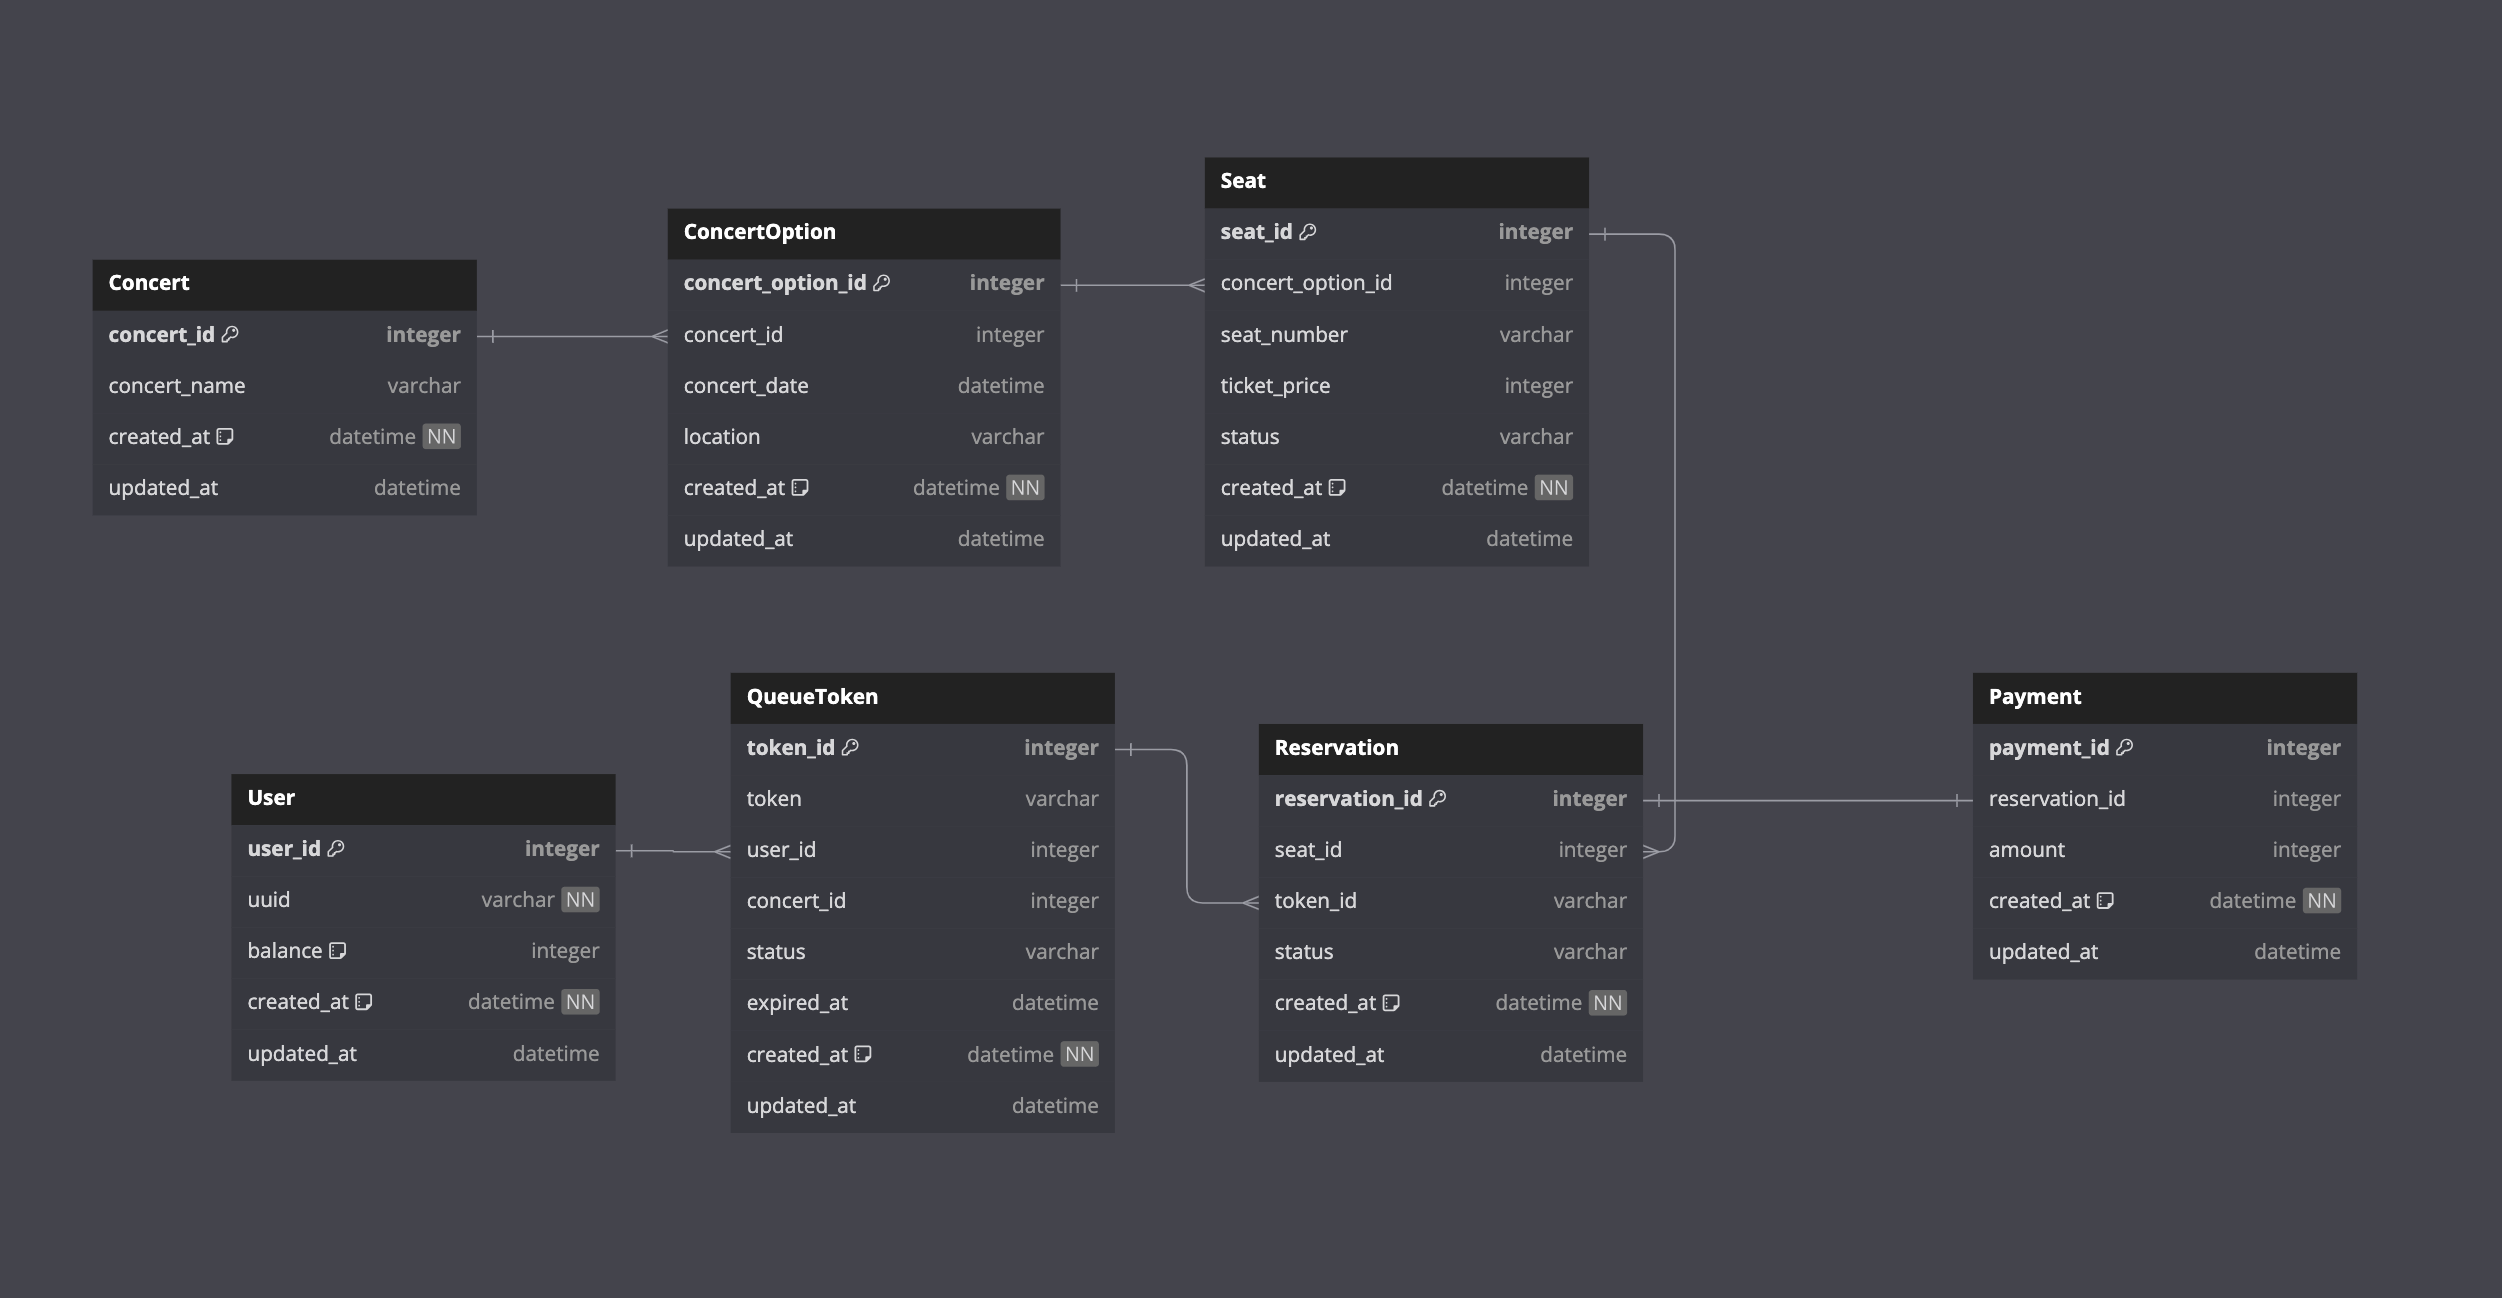 Concert
concert_id integer
concert_name varchar
created_at datetime NN
updated_at datetime
ConcertOption
concert_option_id integer
concert_id integer
concert_date datetime
location varchar
created_at datetime NN
updated_at datetime
Seat
seat_id integer
concert_option_id integer
seat_number varchar
ticket_price integer
status varchar
created_at datetime NN
updated_at datetime
User
user_id integer
uuid varchar NN
balance integer
created_at datetime NN
updated_at datetime
QueueToken
token_id integer
token varchar
user_id integer
concert_id integer
status varchar
expired_at datetime
created_at datetime NN
updated_at datetime
Reservation
reservation_id integer
seat_id integer
token_id varchar
status varchar
created_at datetime NN
updated_at datetime
Payment
payment_id integer
reservation_id integer
amount integer
created_at datetime NN
updated_at datetime